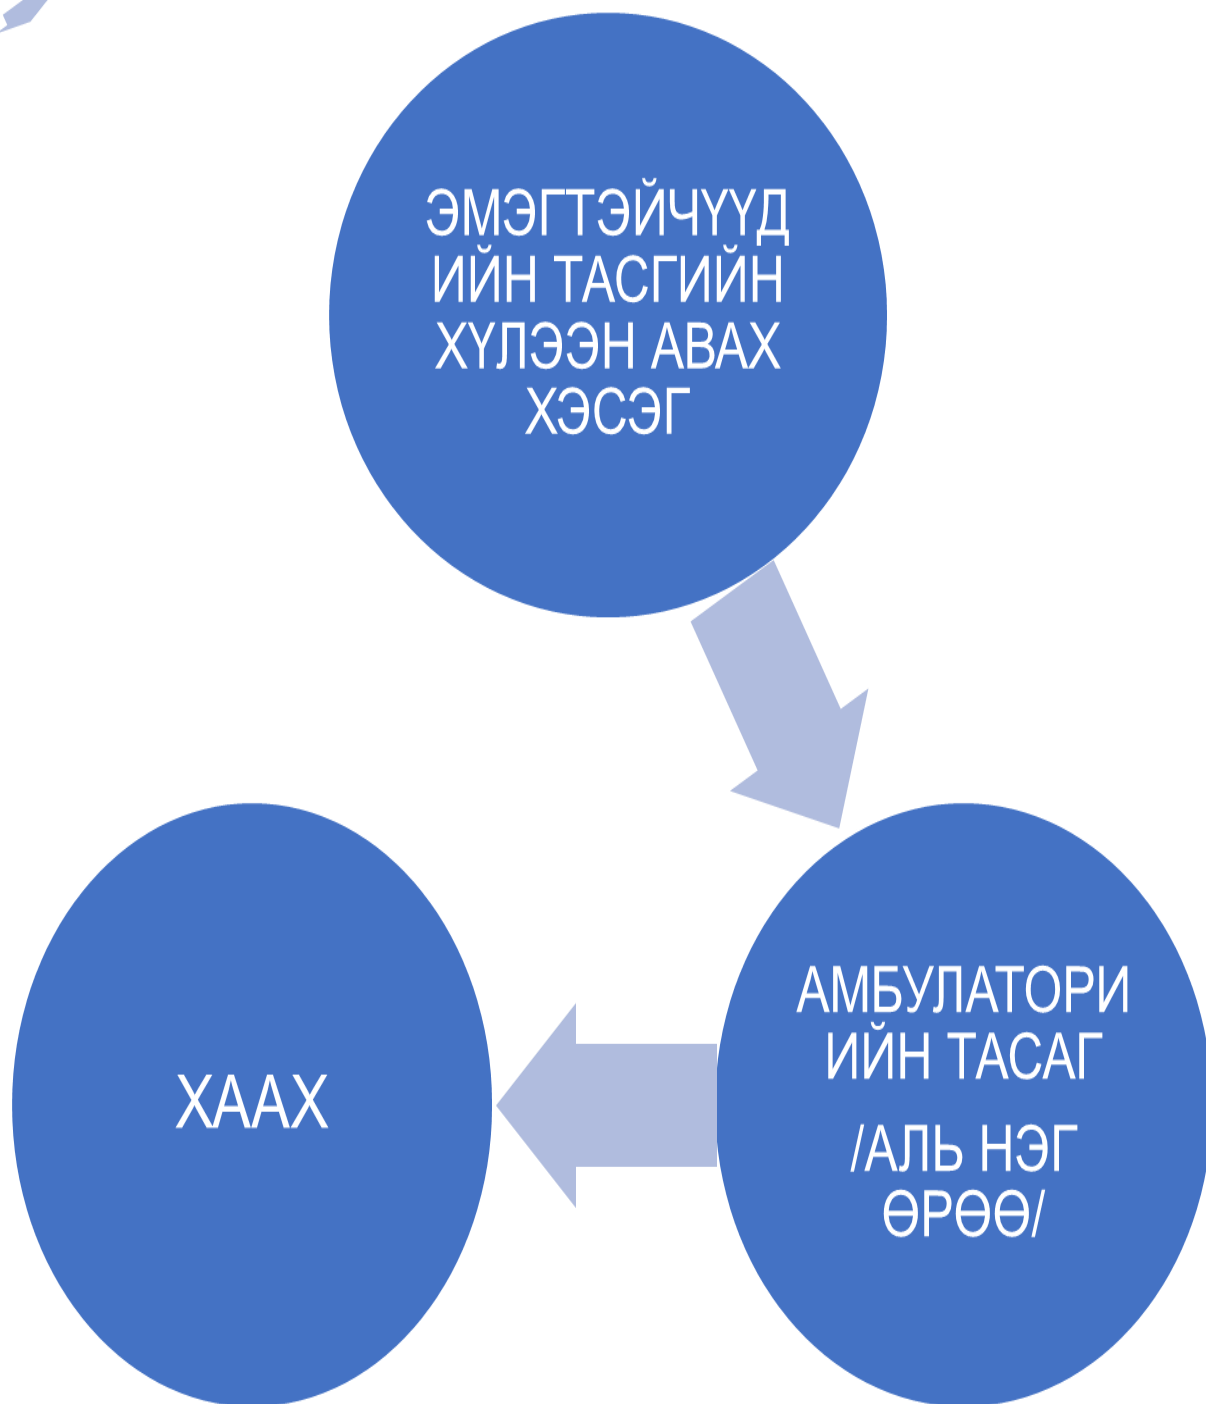 ЭМЭГТЭЙЧҮҮД
ИЙН ТАСГИЙН
ХҮЛЭЭН АВАХ
ХЭСЭГ
АМБУЛАТОРИ
ИЙН ТАСАГ
/АЛЬ НЭГ
ӨРӨӨ/
ХААХ